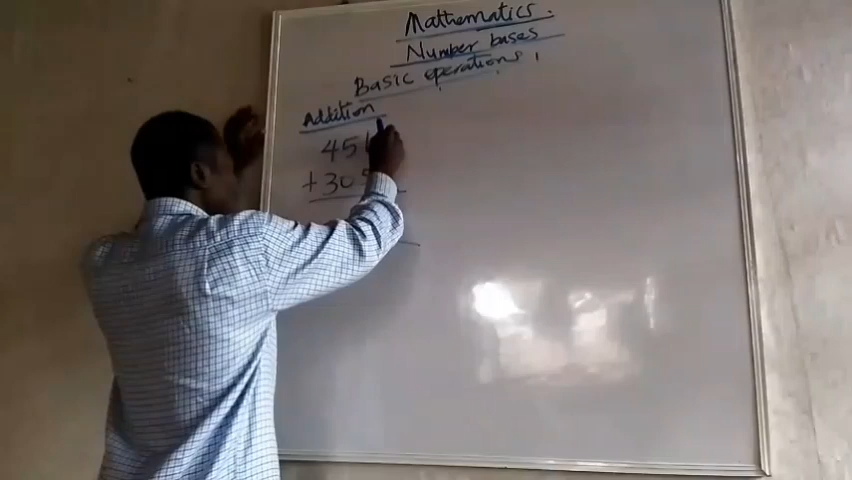 Mathematics.
Number bases
Basic operations,
Addition
45
+ 30